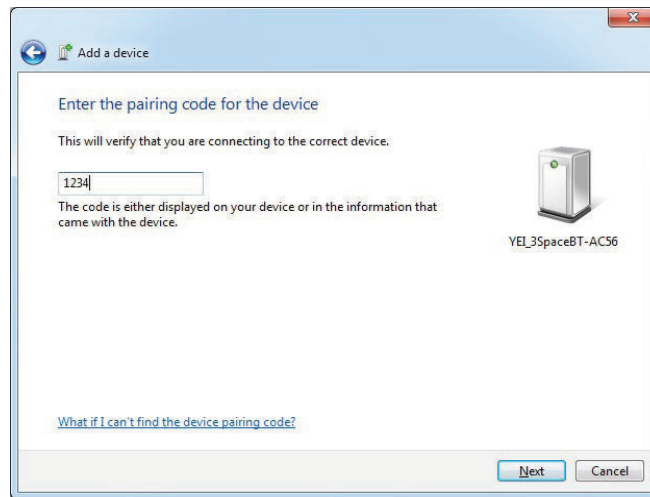 Add a device
Enter the pairing code for the device
This will verify that you are connecting to the correct device.
1234
The code is either displayed on your device or in the information that
came with the device.
YEI_3SpaceBT-AC56
What if I can't find the device pairing code?
Next
Cancel